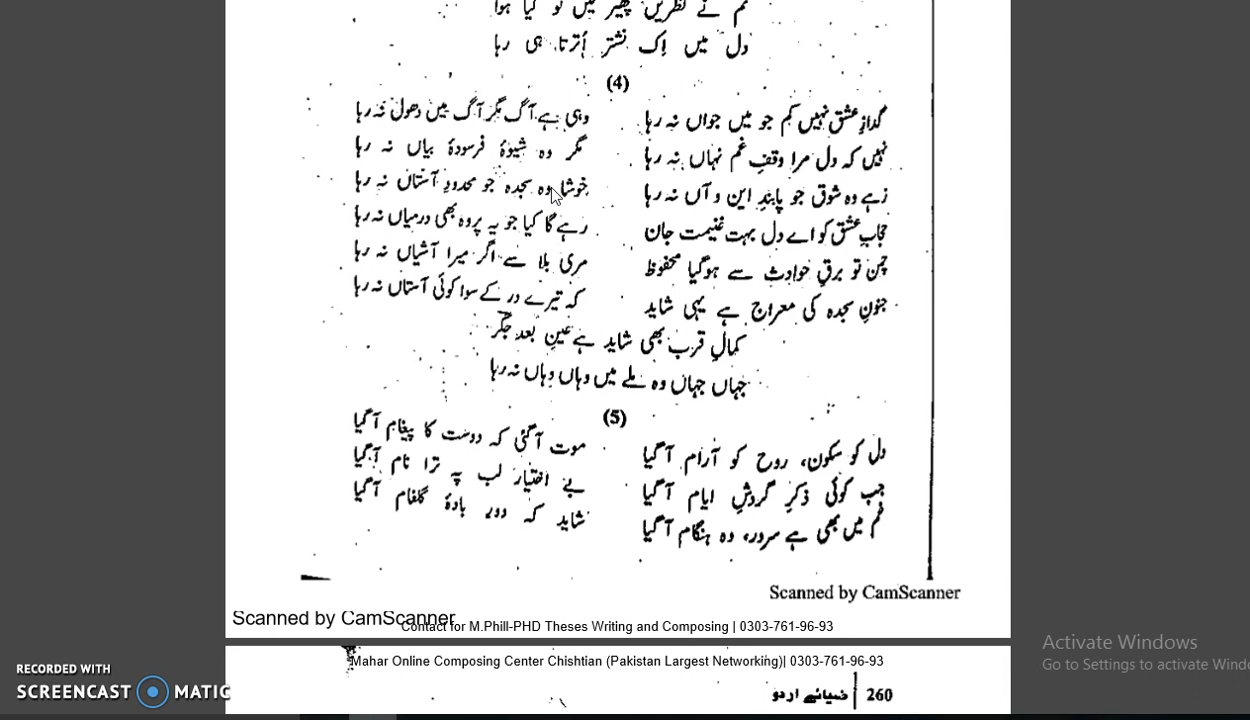 تم نے نظریں پھیر لیں تو کیا ہوا
دل میں اِک نشتر اُترتا ہی رہا
(4)
گدازِ عشق نہیں کم جو میں جواں نہ رہا وہی ہے آگ مگر آگ میں دھواں نہ رہا
نہیں کہ دل مرا وقفِ غم نہاں نہ رہا مگر وہ شیوۂ فرسودۂ بیاں نہ رہا
زہے وہ شوق جو پابندِ این و آں نہ رہا خوشا وہ سجدہ جو محدودِ آستاں نہ رہا
حجابِ عشق کو اے دل بہت غنیمت جان رہے گا کیا جو یہ پردہ بھی درمیاں نہ رہا
چمن تو برقِ حوادث سے ہوگیا محفوظ مری بلا سے اگر میرا آشیاں نہ رہا
جنونِ سجدہ کی معراج ہے یہی شاید کہ تیرے در کے سوا کوئی آستاں نہ رہا
کمالِ قرب بھی شاید ہے عینِ بعد جگر
جہاں جہاں وہ ملے میں وہاں وہاں نہ رہا
(5)
دل کو سکون، روح کو آرام آگیا موت آگئی کہ دوست کا پیغام آگیا
جب کوئی ذکرِ گردشِ ایام آگیا بے اختیار لب پہ ترا نام آگیا
غم میں بھی ہے سرور، وہ ہنگام آگیا شاید کہ دورِ بادۂ گلفام آگیا
Scanned by CamScanner
Scanned by CamScanner
Contact for M.Phill-PHD Theses Writing and Composing | 0303-761-96-93
Activate Windows
Go to Settings to activate Wind
Mahar Online Composing Center Chishtian (Pakistan Largest Networking)| 0303-761-96-93
RECORDED WITH
SCREENCAST MATIC
ضیائے اردو | 260